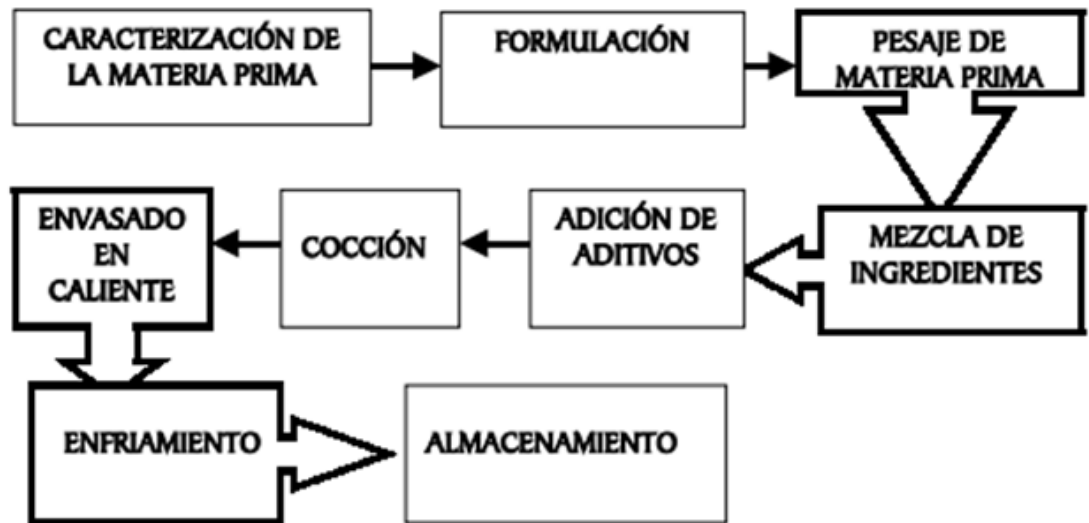 CARACTERIZACIÓN DE
LA MATERIA PRIMA
FORMULACIÓN
PESAJE DE
MATERIA PRIMA
MEZCLA DE
INGREDIENTES
ADICIÓN DE
ADITIVOS
COCCIÓN
ENVASADO
EN
CALIENTE
ENFRIAMIENTO
ALMACENAMIENTO